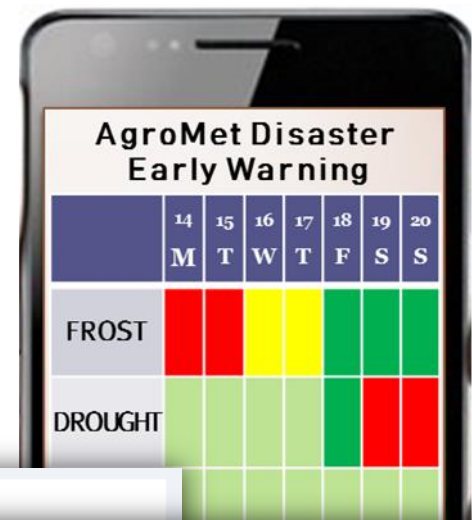 AgroMet Disaster
Early Warning
14 15 16 17 18 19 20
M T W T F S S
FROST
DROUGHT